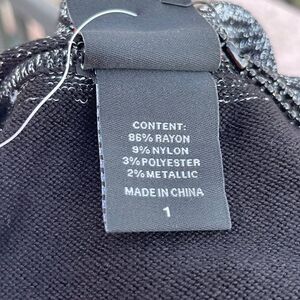 CONTENT:
86% RAYON
9% NYLON
3% POLYESTER
2% METALLIC
MADE IN CHINA
1